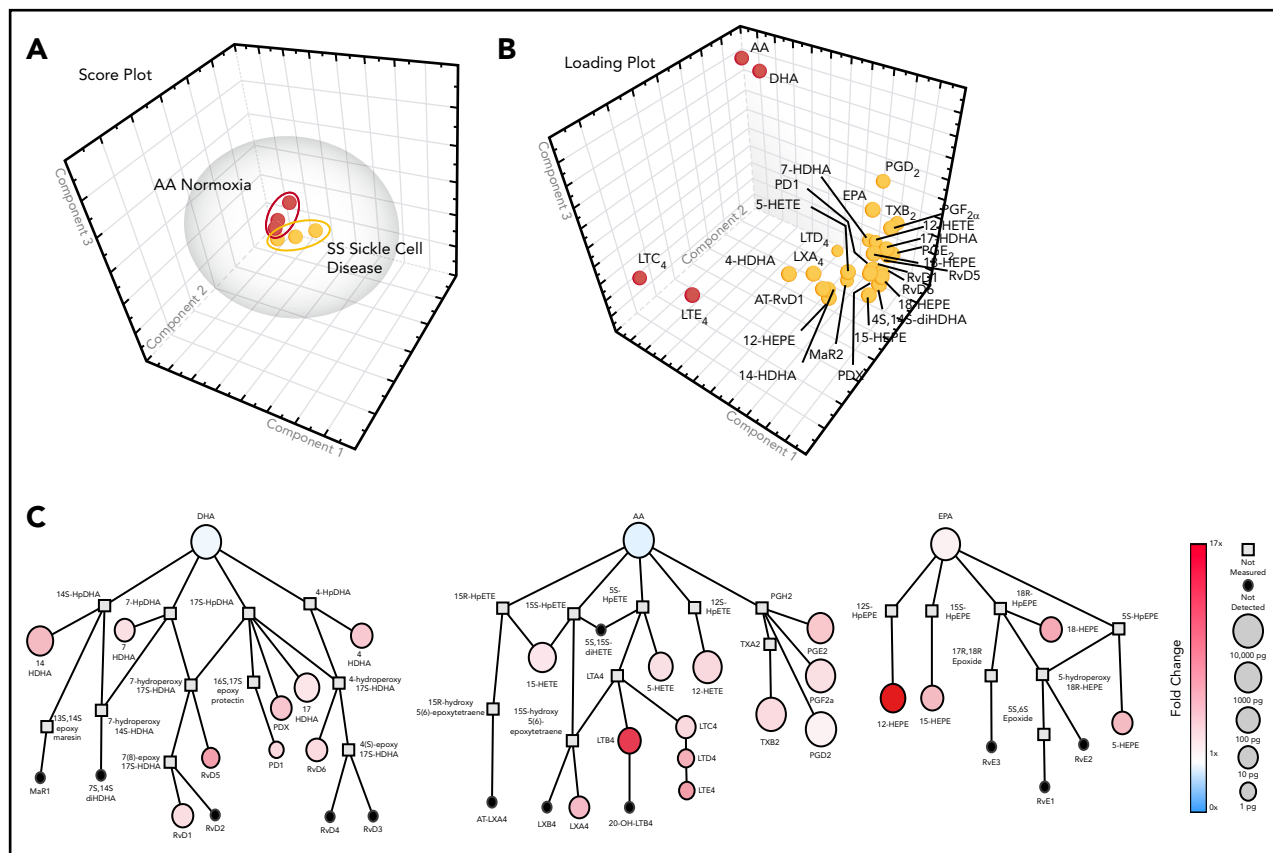 A
Score Plot
AA Normoxia
SS Sickle Cell
Disease
Component 3
Component 2
Component 1
B
Loading Plot
AA
DHA
7-HDHA
PD1
5-HETE
PGD2
EPA
TXB2
PGF2α
12-HETE
17-HDHA
PGE2
18-HEPE
RvD5
RvD1
RvD6
18-HEPE
4S,14S-diHDHA
15-HEPE
LTD4
LXA4
4-HDHA
LTC4
LTE4
AT-RvD1
12-HEPE
MaR2
14-HDHA
PDX
Component 3
Component 2
Component 1
C
DHA
14S-HpDHA
7-HpDHA
17S-HpDHA
4-HpDHA
14
HDHA
7
HDHA
4
HDHA
7-hydroperoxy
17S-HDHA
16S,17S
epoxy
protectin
17
HDHA
4-hydroperoxy
17S-HDHA
PDX
13S,14S
epoxy
maresin
7-hydroperoxy
14S-HDHA
7(8)-epoxy
17S-HDHA
RvD5
PD1
RvD6
4(S)-epoxy
17S-HDHA
MaR1
7S,14S
diHDHA
RvD1
RvD2
RvD4
RvD3
AA
15R-HpETE
15S-HpETE
5S-
HpETE
12S-
HpETE
PGH2
5S,15S-
diHETE
TXA2
PGE2
15-HETE
LTA4
5-HETE
12-HETE
PGF2a
15R-hydroxy
5(6)-epoxytetraene
15S-hydroxy
5(6)-
epoxytetraene
LTB4
LTC4
TXB2
PGD2
LTD4
LTE4
AT-LXA4
LXB4
LXA4
20-OH-LTB4
EPA
12S-
HpEPE
15S-
HpEPE
18R-
HpEPE
5S-HpEPE
18-HEPE
17R,18R
Epoxide
5-hydroperoxy
18R-HEPE
12-HEPE
15-HEPE
5S,6S
Epoxide
5-HEPE
RvE3
RvE2
RvE1
Fold Change
17x
1x
0x
Not
Measured
Not
Detected
10,000 pg
1000 pg
100 pg
10 pg
1 pg